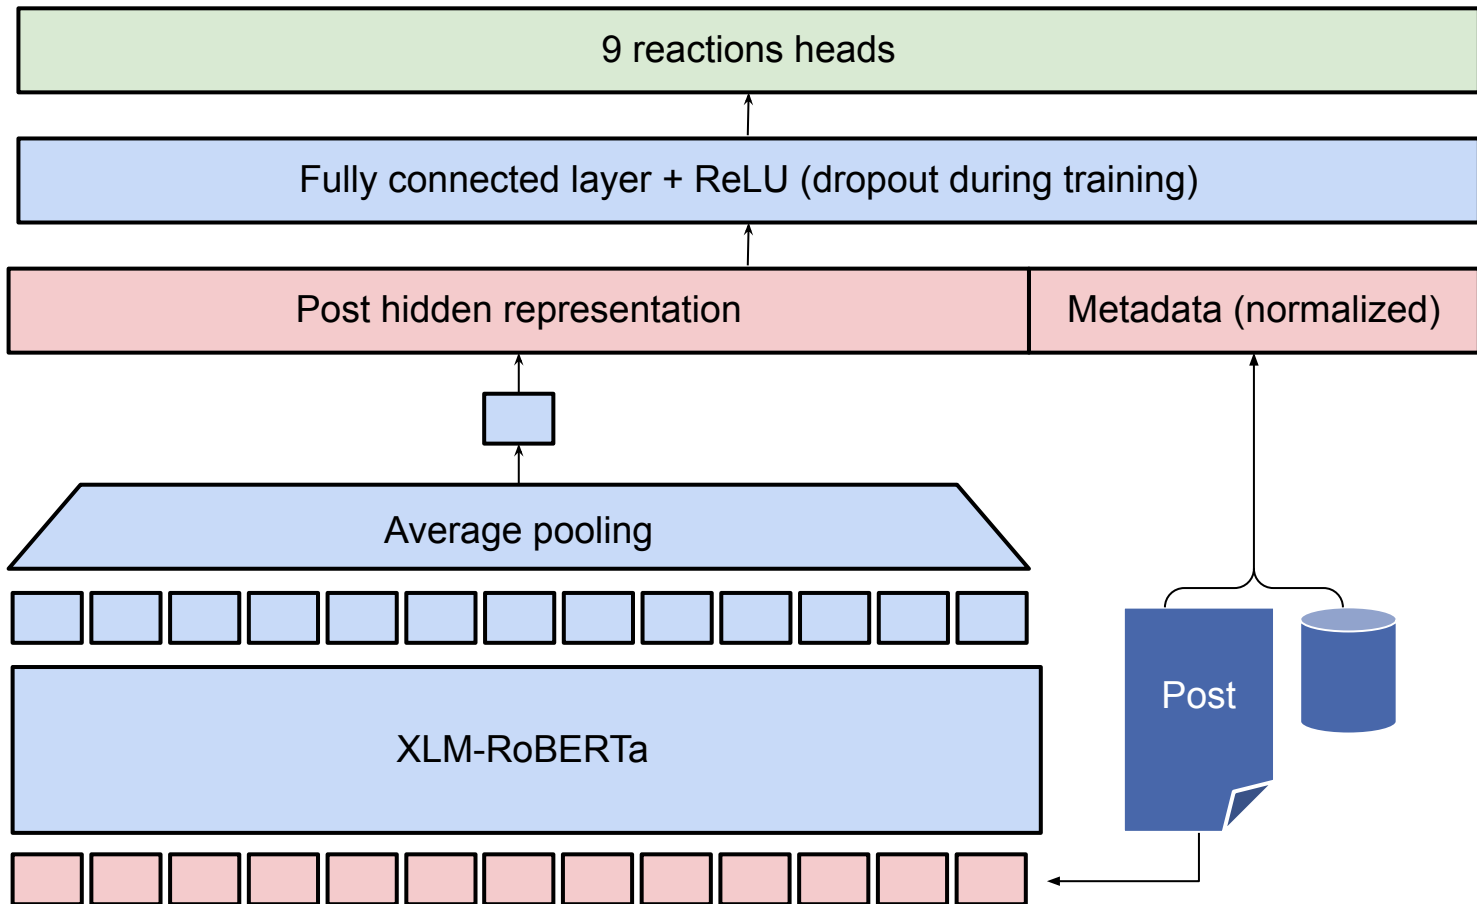 9 reactions heads
Fully connected layer + ReLU (dropout during training)
Post hidden representation
Metadata (normalized)
Average pooling
Post
XLM-RoBERTa